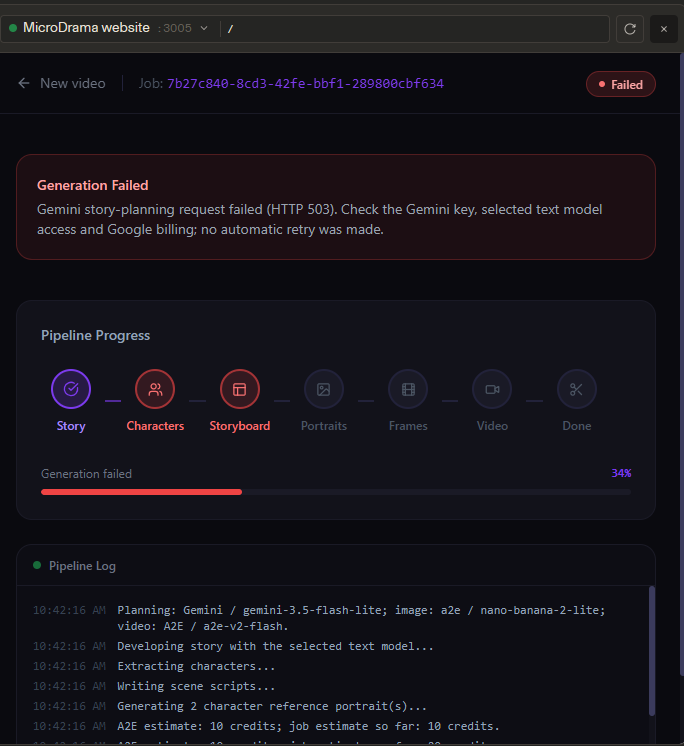 MicroDrama website :3005 /
New video Job: 7b27c840-8cd3-42fe-bbf1-289800cbf634 Failed
Generation Failed
Gemini story-planning request failed (HTTP 503). Check the Gemini key, selected text model
access and Google billing; no automatic retry was made.
Pipeline Progress
Story Characters Storyboard Portraits Frames Video Done
Generation failed 34%
Pipeline Log
10:42:16 AM Planning: Gemini / gemini-3.5-flash-lite; image: a2e / nano-banana-2-lite;
video: A2E / a2e-v2-flash.
10:42:16 AM Developing story with the selected text model...
10:42:16 AM Extracting characters...
10:42:16 AM Writing scene scripts...
10:42:16 AM Generating 2 character reference portrait(s)...
10:42:16 AM A2E estimate: 10 credits; job estimate so far: 10 credits.